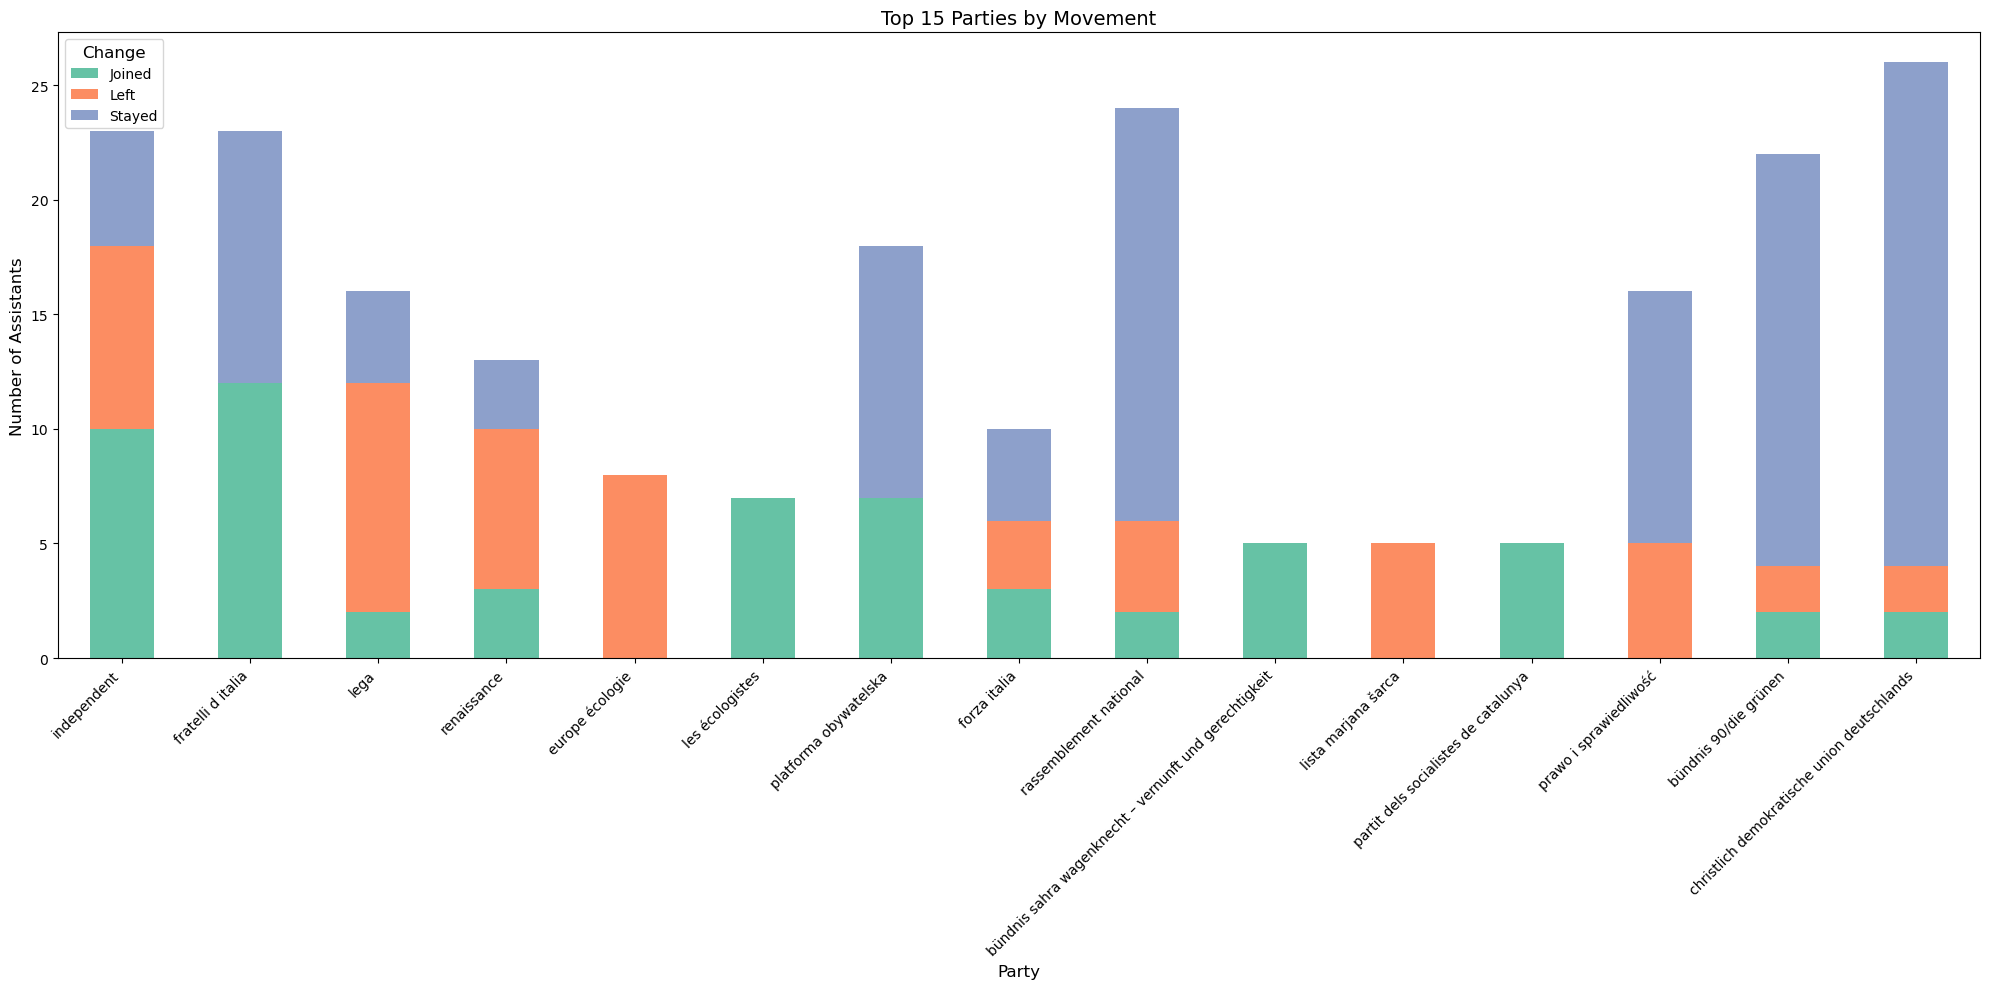 Top 15 Parties by Movement
Change
Joined
Left
Stayed
Number of Assistants
25
20
15
10
5
0
independent
fratelli d italia
lega
renaissance
europe écologie
les écologistes
platforma obywatelska
forza italia
rassemblement national
bündnis sahra wagenknecht – vernunft und gerechtigkeit
lista marjana šarca
partit dels socialistes de catalunya
prawo i sprawiedliwość
bündnis 90/die grünen
christlich demokratische union deutschlands
Party